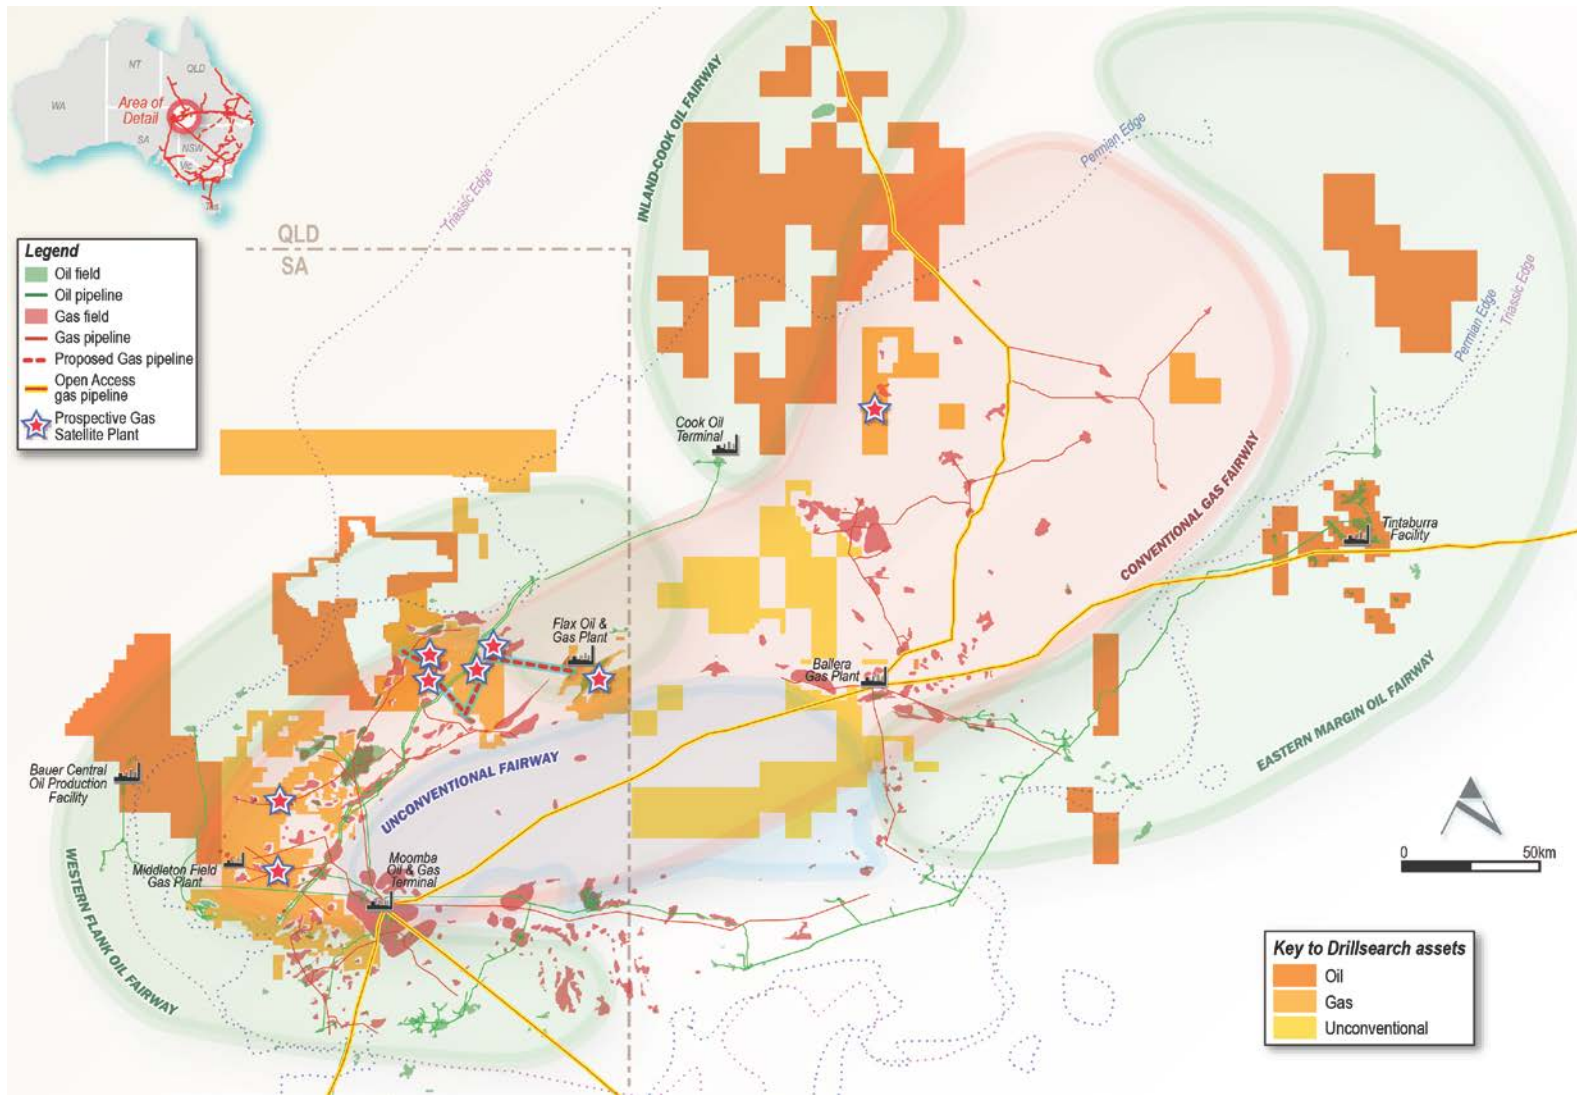 NT
QLD
WA
Area of
Detail
SA
NSW
Vic
Tas
Legend
Oil field
Oil pipeline
Gas field
Gas pipeline
Proposed Gas pipeline
Open Access
gas pipeline
Prospective Gas
Satellite Plant
QLD
SA
Triassic Edge
INLAND-COOK OIL FAIRWAY
Permian Edge
Permian Edge
Triassic Edge
Cook Oil
Terminal
CONVENTIONAL GAS FAIRWAY
Tintaburra
Facility
Flax Oil &
Gas Plant
Ballera
Gas Plant
EASTERN MARGIN OIL FAIRWAY
UNCONVENTIONAL FAIRWAY
Bauer Central
Oil Production
Facility
Middleton Field
Gas Plant
Moomba
Oil & Gas
Terminal
WESTERN FLANK OIL FAIRWAY
0 50km
Key to Drillsearch assets
Oil
Gas
Unconventional